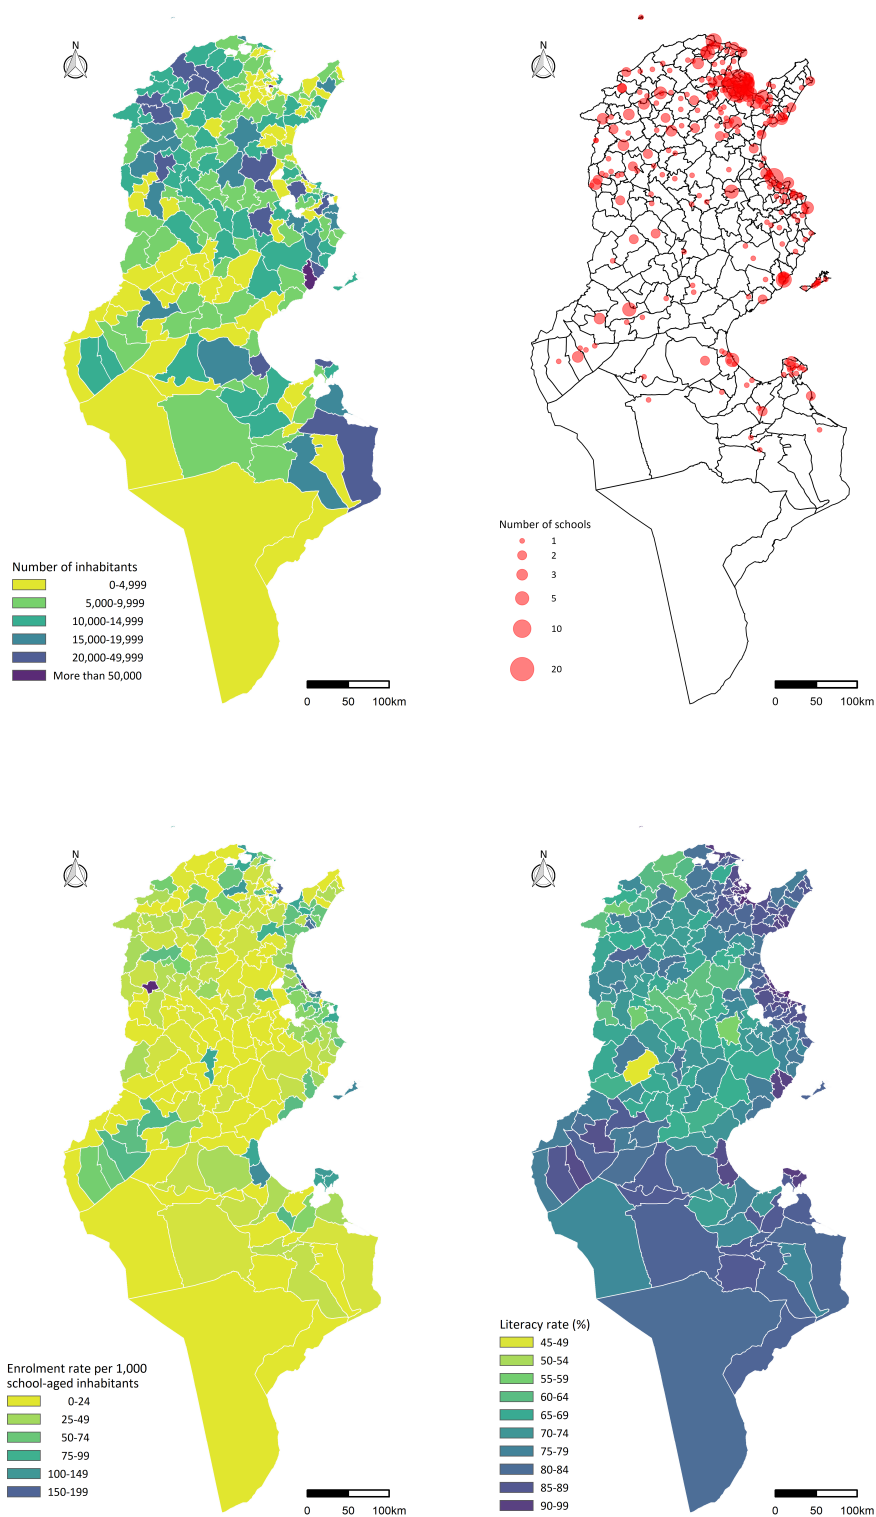 N
Number of inhabitants
0-4,999
5,000-9,999
10,000-14,999
15,000-19,999
20,000-49,999
More than 50,000
0 50 100km
N
Number of schools
1
2
3
5
10
20
0 50 100km
N
Enrolment rate per 1,000
school-aged inhabitants
0-24
25-49
50-74
75-99
100-149
150-199
0 50 100km
N
Literacy rate (%)
45-49
50-54
55-59
60-64
65-69
70-74
75-79
80-84
85-89
90-99
0 50 100km